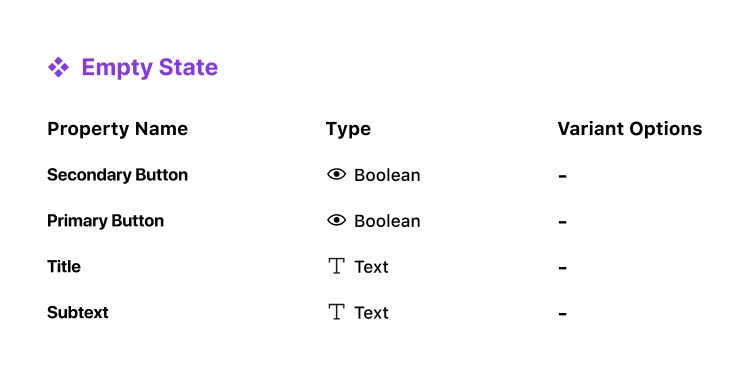 Empty State
Property Name Type Variant Options
Secondary Button Boolean -
Primary Button Boolean -
Title Text -
Subtext Text -